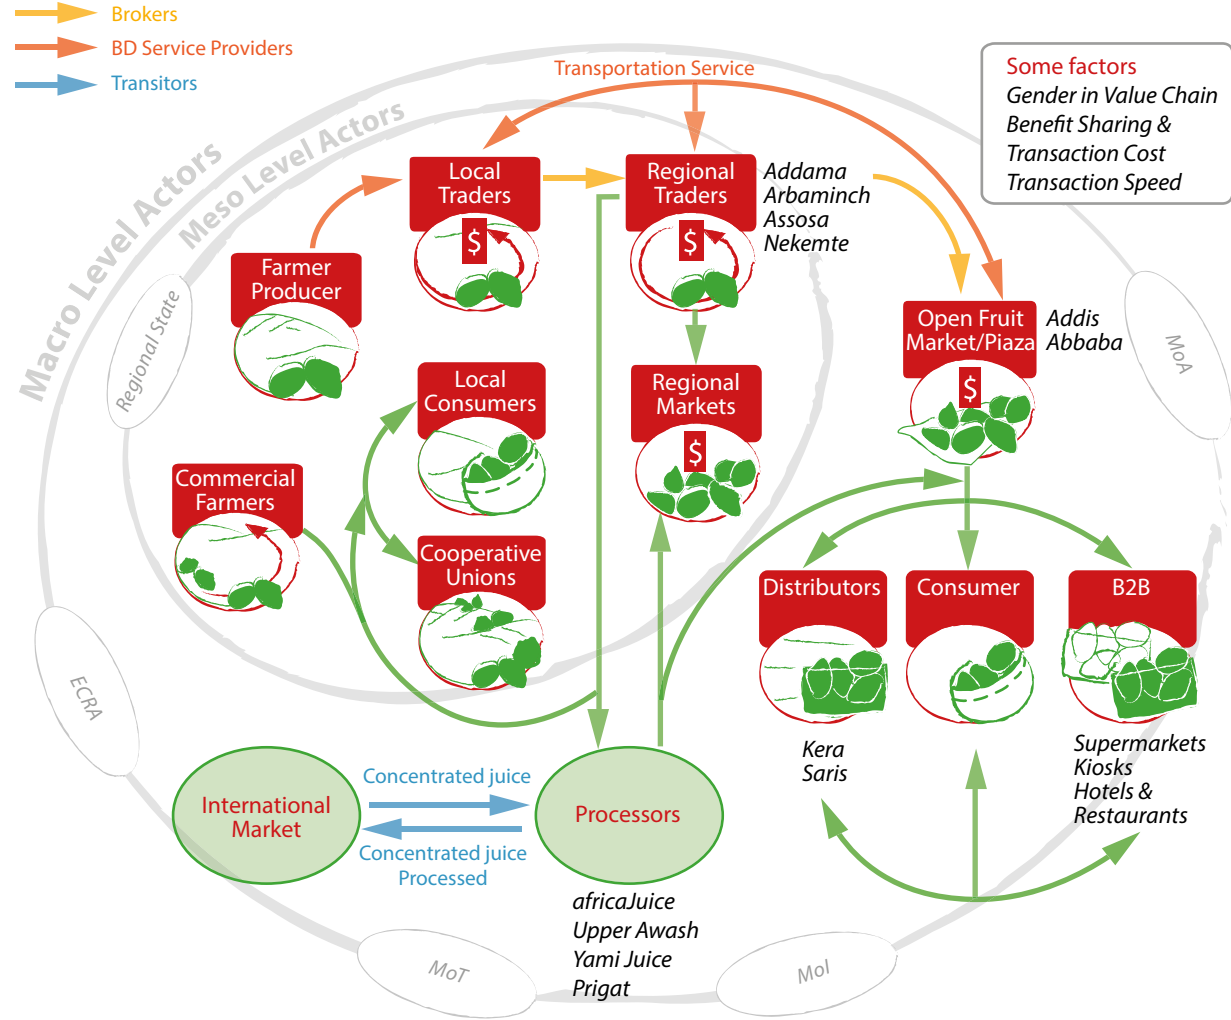 Brokers
BD Service Providers
Transitors
Some factors
Gender in Value Chain
Benefit Sharing &
Transaction Cost
Transaction Speed
Macro Level Actors
Meso Level Actors
Transportation Service
Local
Traders
$
Regional
Traders
$
Addama
Arbaminch
Assosa
Nekemte
Farmer
Producer
Regional State
MoA
Open Fruit
Market/Piaza
$
Addis
Abbaba
Local
Consumers
Regional
Markets
$
Commercial
Farmers
Cooperative
Unions
Distributors
Consumer
B2B
ECRA
Kera
Saris
Supermarkets
Kiosks
Hotels &
Restaurants
International
Market
Concentrated juice
Concentrated juice
Processed
Processors
africaJuice
Upper Awash
Yami Juice
Prigat
MoT
MoI